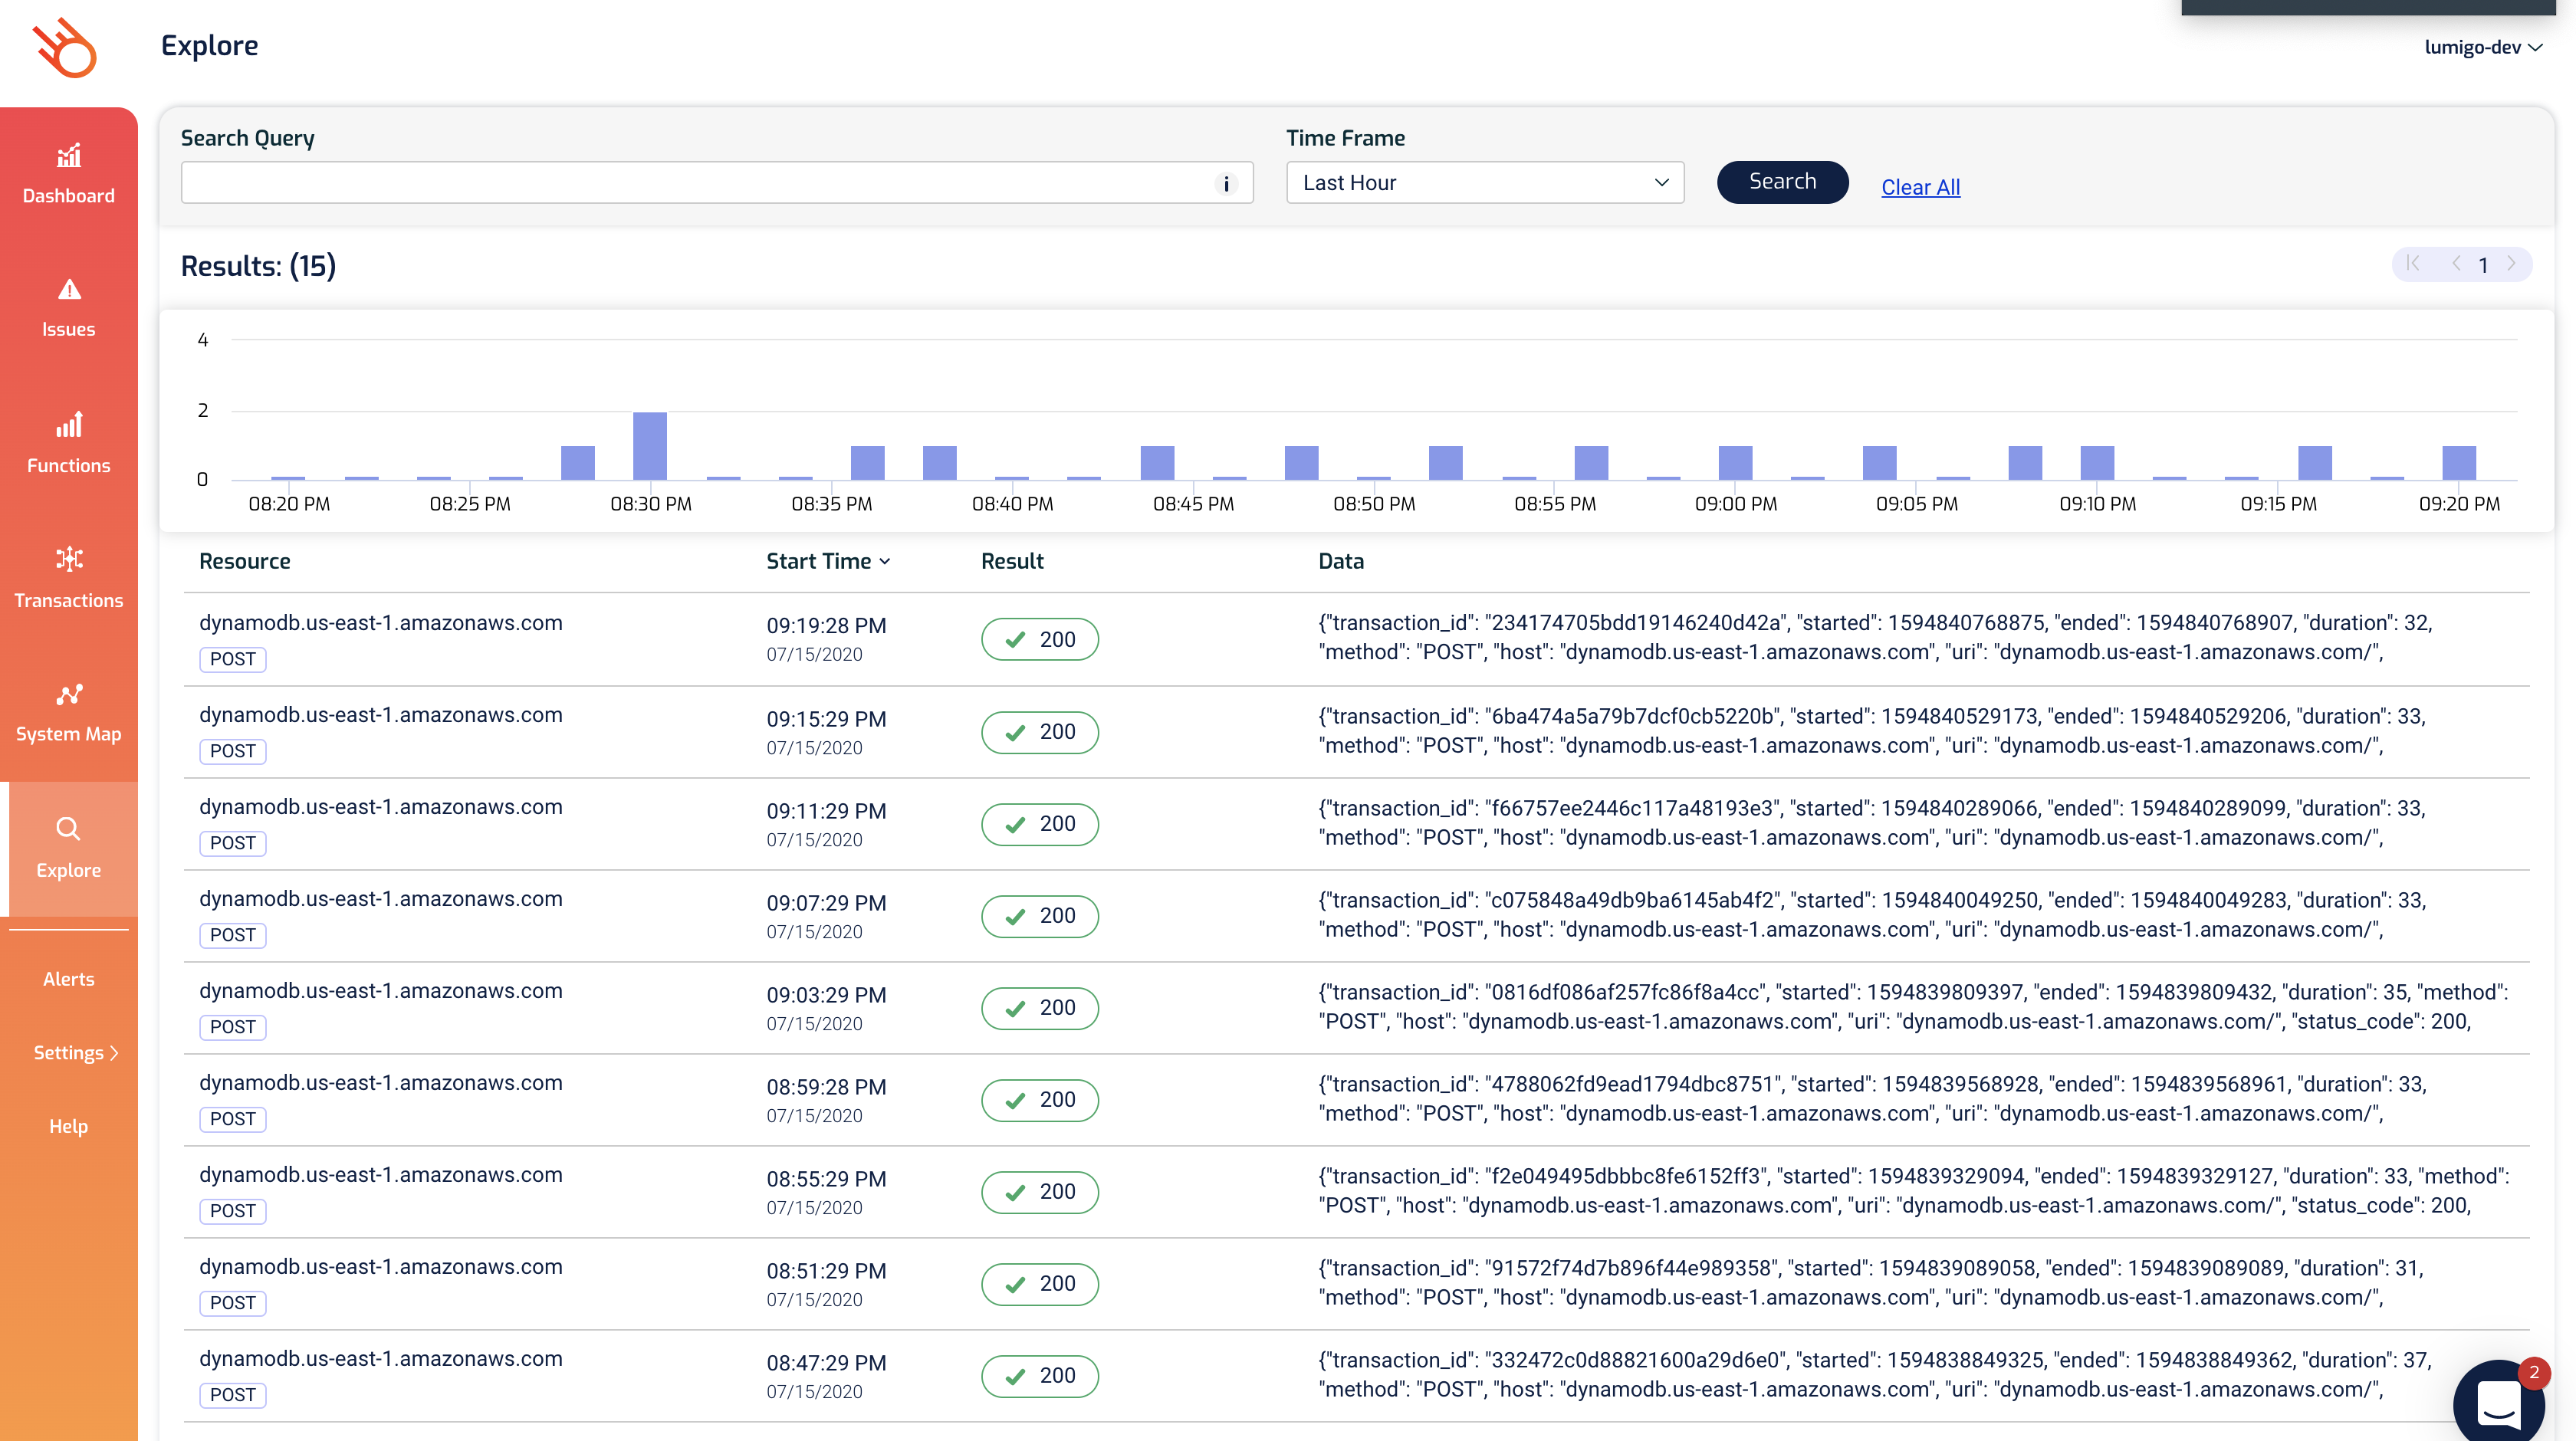 Explore
lumigo-dev
Dashboard
Issues
Functions
Transactions
System Map
Explore
Alerts
Settings
Help
Search Query
Time Frame
i
Last Hour
Search
Clear All
Results: (15)
1
4
2
0
08:20 PM 08:25 PM 08:30 PM 08:35 PM 08:40 PM 08:45 PM 08:50 PM 08:55 PM 09:00 PM 09:05 PM 09:10 PM 09:15 PM 09:20 PM
Resource Start Time Result Data
dynamodb.us-east-1.amazonaws.com
POST
09:19:28 PM
07/15/2020
200
{"transaction_id": "234174705bdd19146240d42a", "started": 1594840768875, "ended": 1594840768907, "duration": 32,
"method": "POST", "host": "dynamodb.us-east-1.amazonaws.com", "uri": "dynamodb.us-east-1.amazonaws.com/",
dynamodb.us-east-1.amazonaws.com
POST
09:15:29 PM
07/15/2020
200
{"transaction_id": "6ba474a5a79b7dcf0cb5220b", "started": 1594840529173, "ended": 1594840529206, "duration": 33,
"method": "POST", "host": "dynamodb.us-east-1.amazonaws.com", "uri": "dynamodb.us-east-1.amazonaws.com/",
dynamodb.us-east-1.amazonaws.com
POST
09:11:29 PM
07/15/2020
200
{"transaction_id": "f66757ee2446c117a48193e3", "started": 1594840289066, "ended": 1594840289099, "duration": 33,
"method": "POST", "host": "dynamodb.us-east-1.amazonaws.com", "uri": "dynamodb.us-east-1.amazonaws.com/",
dynamodb.us-east-1.amazonaws.com
POST
09:07:29 PM
07/15/2020
200
{"transaction_id": "c075848a49db9ba6145ab4f2", "started": 1594840049250, "ended": 1594840049283, "duration": 33,
"method": "POST", "host": "dynamodb.us-east-1.amazonaws.com", "uri": "dynamodb.us-east-1.amazonaws.com/",
dynamodb.us-east-1.amazonaws.com
POST
09:03:29 PM
07/15/2020
200
{"transaction_id": "0816df086af257fc86f8a4cc", "started": 1594839809397, "ended": 1594839809432, "duration": 35, "method":
"POST", "host": "dynamodb.us-east-1.amazonaws.com", "uri": "dynamodb.us-east-1.amazonaws.com/", "status_code": 200,
dynamodb.us-east-1.amazonaws.com
POST
08:59:28 PM
07/15/2020
200
{"transaction_id": "4788062fd9ead1794dbc8751", "started": 1594839568928, "ended": 1594839568961, "duration": 33,
"method": "POST", "host": "dynamodb.us-east-1.amazonaws.com", "uri": "dynamodb.us-east-1.amazonaws.com/",
dynamodb.us-east-1.amazonaws.com
POST
08:55:29 PM
07/15/2020
200
{"transaction_id": "f2e049495dbbbc8fe6152ff3", "started": 1594839329094, "ended": 1594839329127, "duration": 33, "method":
"POST", "host": "dynamodb.us-east-1.amazonaws.com", "uri": "dynamodb.us-east-1.amazonaws.com/", "status_code": 200,
dynamodb.us-east-1.amazonaws.com
POST
08:51:29 PM
07/15/2020
200
{"transaction_id": "91572f74d7b896f44e989358", "started": 1594839089058, "ended": 1594839089089, "duration": 31,
"method": "POST", "host": "dynamodb.us-east-1.amazonaws.com", "uri": "dynamodb.us-east-1.amazonaws.com/",
dynamodb.us-east-1.amazonaws.com
POST
08:47:29 PM
07/15/2020
200
{"transaction_id": "332472c0d88821600a29d6e0", "started": 1594838849325, "ended": 1594838849362, "duration": 37,
"method": "POST", "host": "dynamodb.us-east-1.amazonaws.com", "uri": "dynamodb.us-east-1.amazonaws.com/",
2